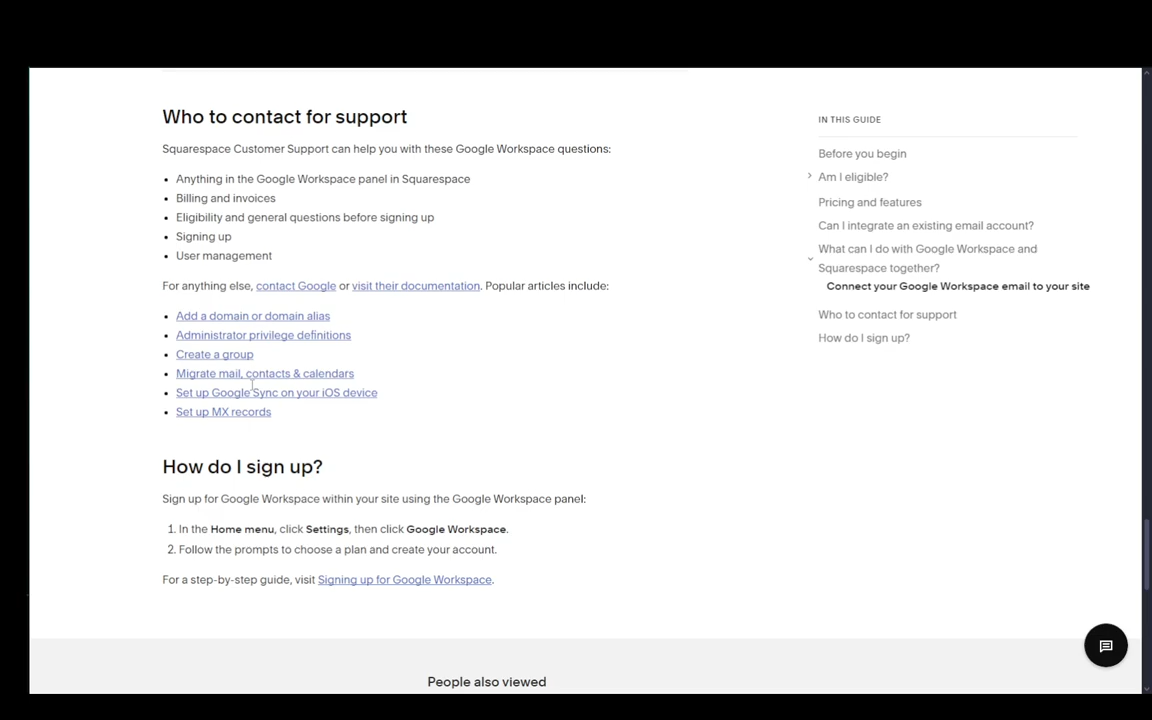 Who to contact for support
Squarespace Customer Support can help you with these Google Workspace questions:
• Anything in the Google Workspace panel in Squarespace
• Billing and invoices
• Eligibility and general questions before signing up
• Signing up
• User management
For anything else, contact Google or visit their documentation. Popular articles include:
• Add a domain or domain alias
• Administrator privilege definitions
• Create a group
• Migrate mail, contacts & calendars
• Set up Google Sync on your iOS device
• Set up MX records
How do I sign up?
Sign up for Google Workspace within your site using the Google Workspace panel:
1. In the Home menu, click Settings, then click Google Workspace.
2. Follow the prompts to choose a plan and create your account.
For a step-by-step guide, visit Signing up for Google Workspace.
People also viewed
IN THIS GUIDE
Before you begin
Am I eligible?
Pricing and features
Can I integrate an existing email account?
What can I do with Google Workspace and
Squarespace together?
Connect your Google Workspace email to your site
Who to contact for support
How do I sign up?